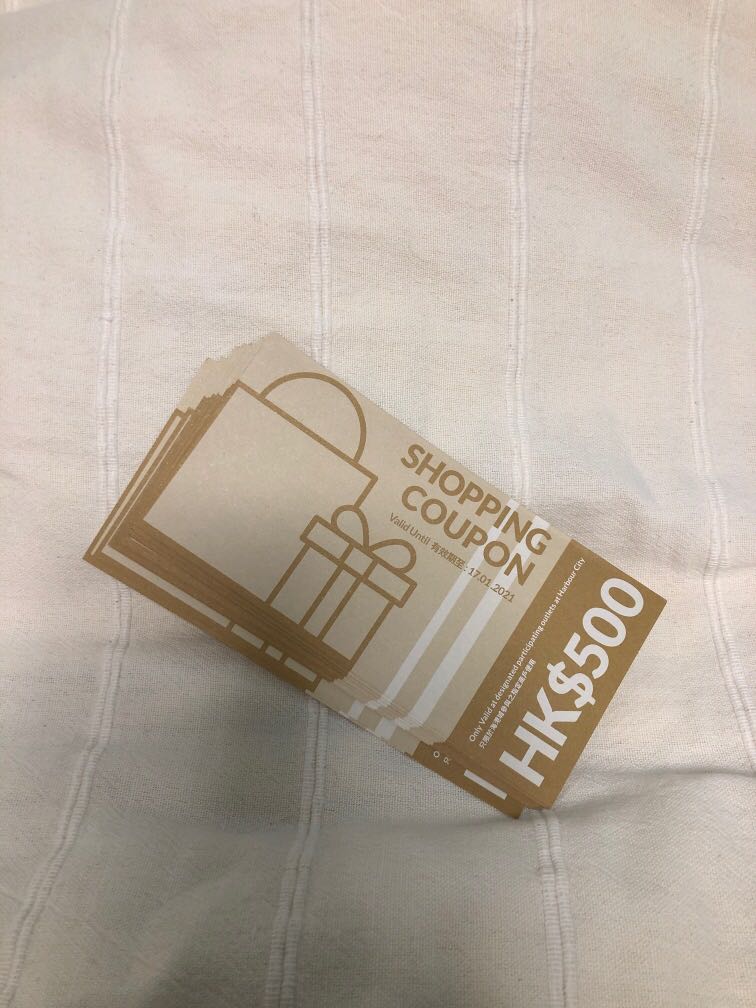 SHOPPING
COUPON
Valid Until 有效期至: 17.01.2021
Only Valid at designated participating outlets at Harbour City
只適於海港城參與之指定商戶使用
HK$500